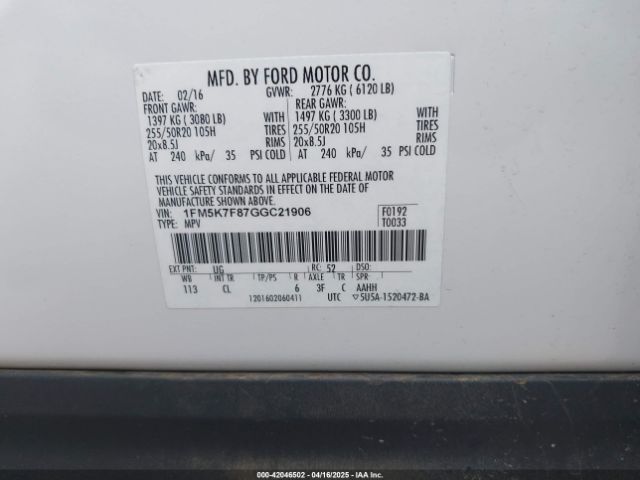 MFD. BY FORD MOTOR CO.
DATE: 02/16 GVWR: 2776 KG ( 6120 LB)
FRONT GAWR: REAR GAWR:
1397 KG ( 3080 LB) WITH 1497 KG ( 3300 LB) WITH
255/50R20 105H TIRES 255/50R20 105H TIRES
20x8.5J RIMS 20x8.5J RIMS
AT 240 kPa/ 35 PSI COLD AT 240 kPa/ 35 PSI COLD
THIS VEHICLE CONFORMS TO ALL APPLICABLE FEDERAL MOTOR
VEHICLE SAFETY STANDARDS IN EFFECT ON THE DATE OF
MANUFACTURE SHOWN ABOVE.
VIN: 1FM5K7F87GGC21906 F0192
TYPE: MPV T0033
EXT PNT: UG RC: 52 DSO:
WB INT TR TP/PS R AXLE TR SPR
113 CL 6 3F C AAHH
1201602060411 UTC ▽5U5A-1520472-BA
000-42046502 - 04/16/2025 - IAAI.com